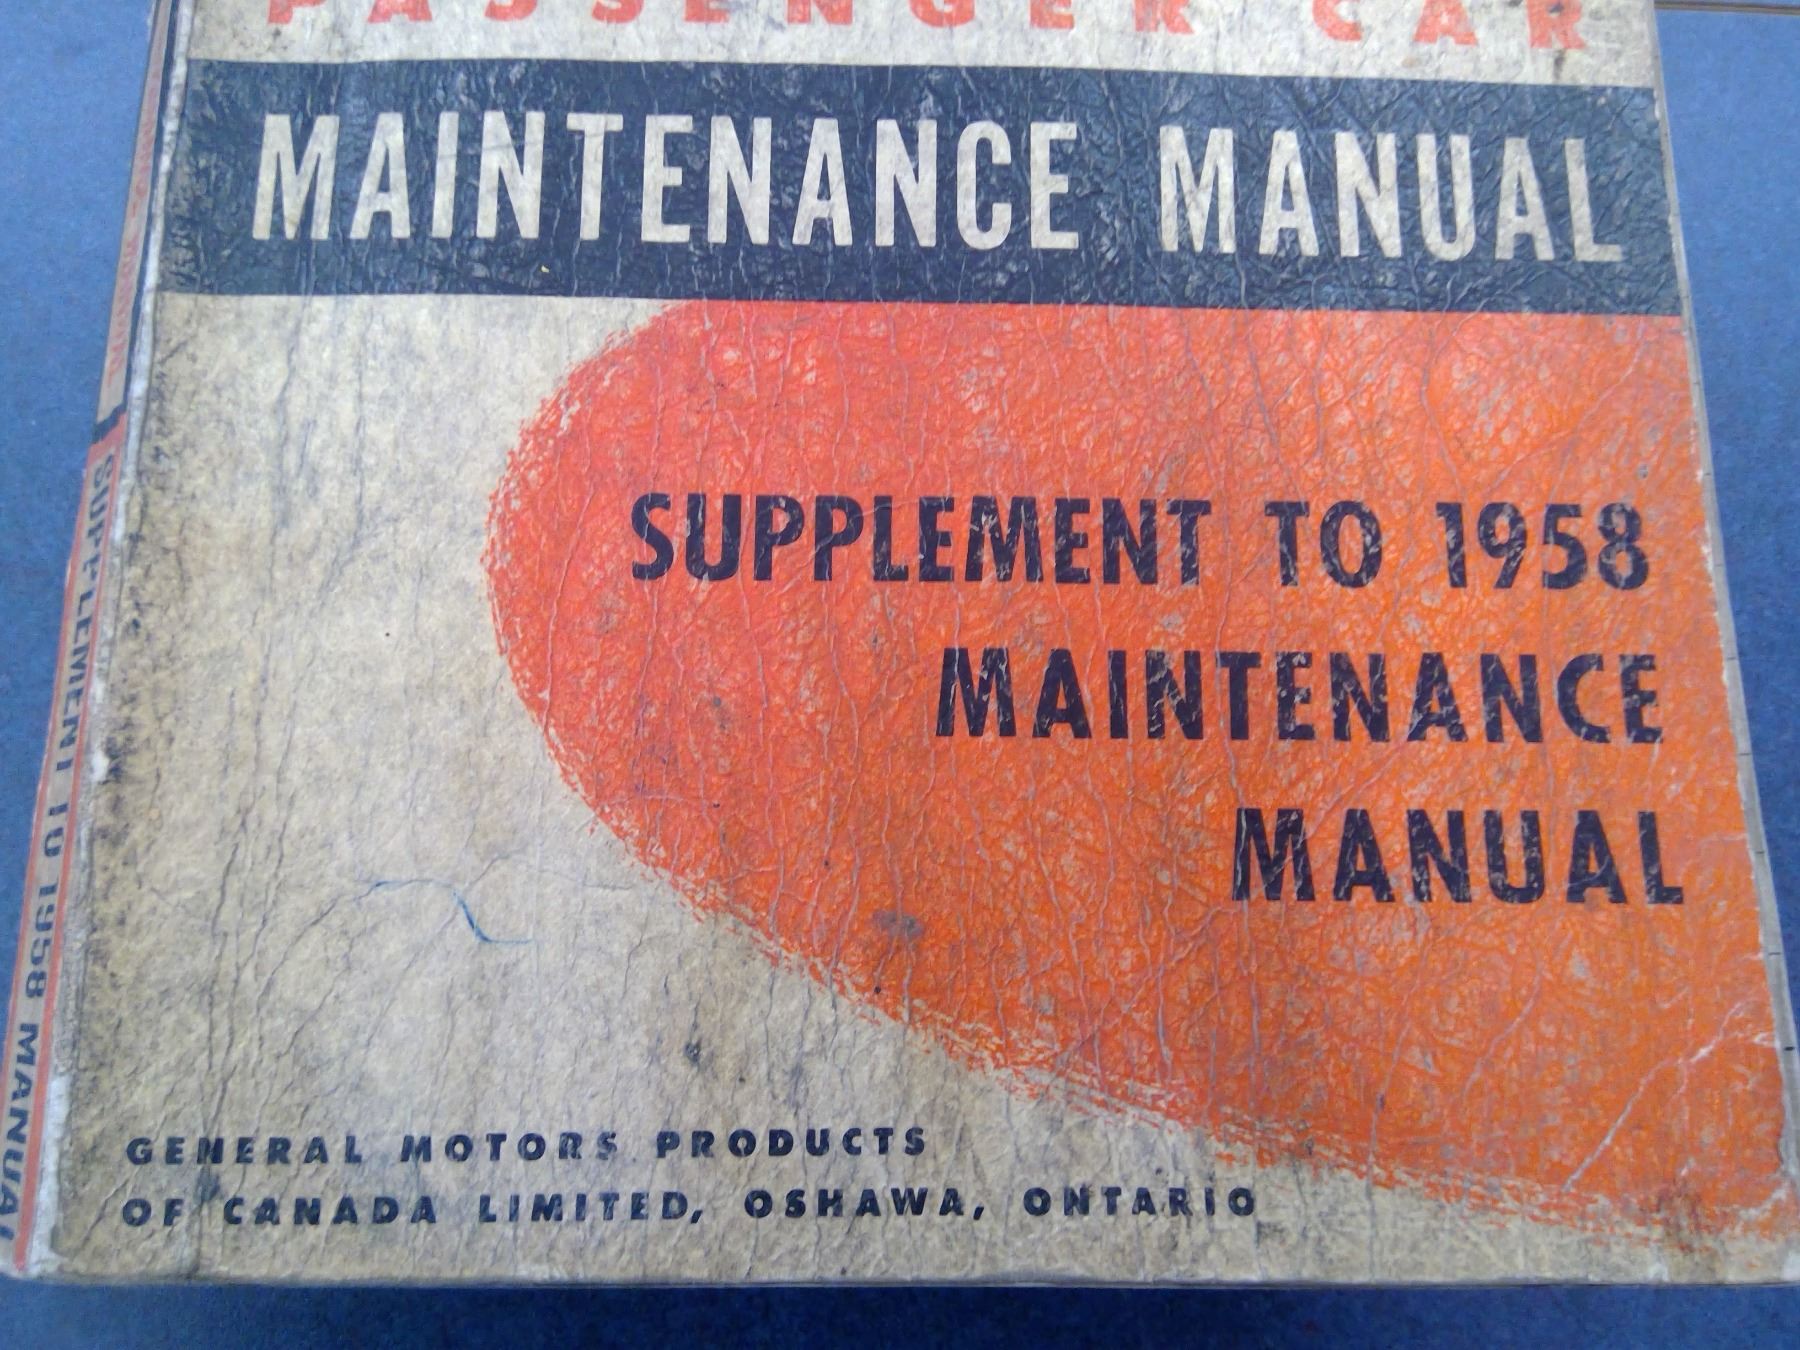 PASSENGER CAR
MAINTENANCE MANUAL
SUPPLEMENT TO 1958
MAINTENANCE
MANUAL
GENERAL MOTORS PRODUCTS
OF CANADA LIMITED, OSHAWA, ONTARIO
SUPPLEMENT TO 1958 MANUAL